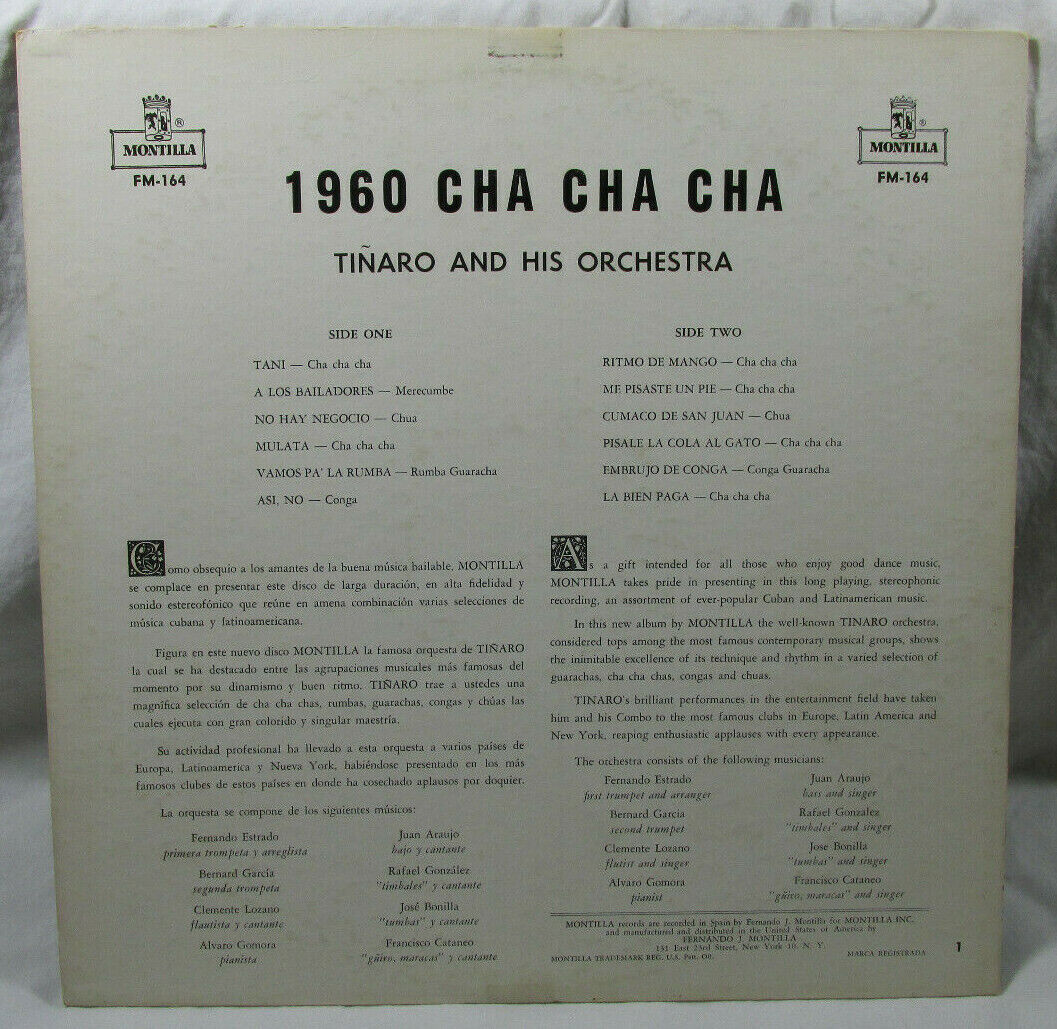 MONTILLA ®
FM-164
MONTILLA ®
FM-164
1960 CHA CHA CHA
TIÑARO AND HIS ORCHESTRA
SIDE ONE
TANI — Cha cha cha
A LOS BAILADORES — Merecumbe
NO HAY NEGOCIO — Chua
MULATA — Cha cha cha
VAMOS PA' LA RUMBA — Rumba Guaracha
ASI, NO — Conga
SIDE TWO
RITMO DE MANGO — Cha cha cha
ME PISASTE UN PIE — Cha cha cha
CUMACO DE SAN JUAN — Chua
PISALE LA COLA AL GATO — Cha cha cha
EMBRUJO DE CONGA — Conga Guaracha
LA BIEN PAGA — Cha cha cha
Como obsequio a los amantes de la buena música bailable, MONTILLA
se complace en presentar este disco de larga duración, en alta fidelidad y
sonido estereofónico que reúne en amena combinación varias selecciones de
música cubana y latinoamericana.
Figura en este nuevo disco MONTILLA la famosa orquesta de TIÑARO
la cual se ha destacado entre las agrupaciones musicales más famosas del
momento por su dinamismo y buen ritmo. TIÑARO trae a ustedes una
magnífica selección de cha cha chas, rumbas, guarachas, congas y chúas las
cuales ejecuta con gran colorido y singular maestría.
Su actividad profesional ha llevado a esta orquesta a varios países de
Europa, Latinoamerica y Nueva York, habiéndose presentado en los más
famosos clubes de estos países en donde ha cosechado aplausos por doquier.
La orquesta se compone de los siguientes músicos:
Fernando Estrado
primera trompeta y arreglista
Bernard García
segunda trompeta
Clemente Lozano
flautista y cantante
Alvaro Gomora
pianista
Juan Araujo
bajo y cantante
Rafael González
"timbales" y cantante
José Bonilla
"tumbas" y cantante
Francisco Cataneo
"güiro, maracas" y cantante
As a gift intended for all those who enjoy good dance music,
MONTILLA takes pride in presenting in this long playing, stereophonic
recording, an assortment of ever-popular Cuban and Latinamerican music.
In this new album by MONTILLA the well-known TINARO orchestra,
considered tops among the most famous contemporary musical groups, shows
the inimitable excellence of its technique and rhythm in a varied selection of
guarachas, cha cha chas, congas and chuas.
TINARO's brilliant performances in the entertainment field have taken
him and his Combo to the most famous clubs in Europe, Latin America and
New York, reaping enthusiastic applauses with every appearance.
The orchestra consists of the following musicians:
Fernando Estrado
first trumpet and arranger
Bernard Garcia
second trumpet
Clemente Lozano
flutist and singer
Alvaro Gomora
pianist
Juan Araujo
bass and singer
Rafael Gonzalez
"timbales" and singer
Jose Bonilla
"tumbas" and singer
Francisco Cataneo
"güiro, maracas" and singer
MONTILLA records are recorded in Spain by Fernando J. Montilla for MONTILLA INC.
and manufactured and distributed in the United States of America by
FERNANDO J. MONTILLA
131 East 23rd Street, New York 10, N. Y.
MONTILLA TRADEMARK REG. U.S. Patt. Off.
MARCA REGISTRADA
1